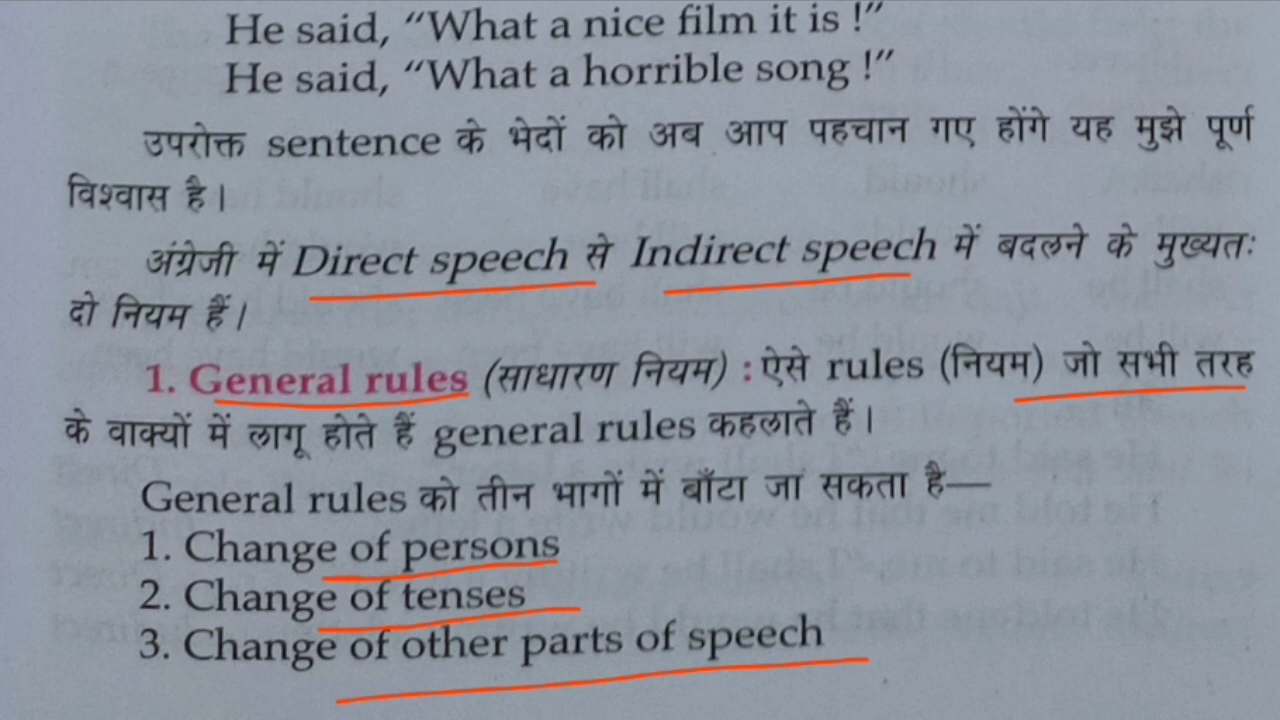 He said, “What a nice film it is !”
He said, “What a horrible song !”
उपरोक्त sentence के भेदों को अब आप पहचान गए होंगे यह मुझे पूर्ण
विश्वास है।
अंग्रेजी में Direct speech से Indirect speech में बदलने के मुख्यतः
दो नियम हैं।
1. General rules (साधारण नियम) : ऐसे rules (नियम) जो सभी तरह
के वाक्यों में लागू होते हैं general rules कहलाते हैं।
General rules को तीन भागों में बाँटा जा सकता है—
1. Change of persons
2. Change of tenses
3. Change of other parts of speech